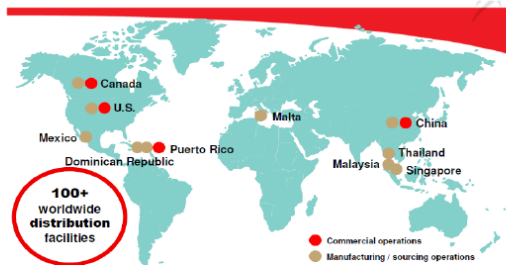 Canada
U.S.
Mexico
Puerto Rico
Dominican Republic
Malta
China
Thailand
Malaysia
Singapore
100+
worldwide
distribution
facilities
Commercial operations
Manufacturing / sourcing operations